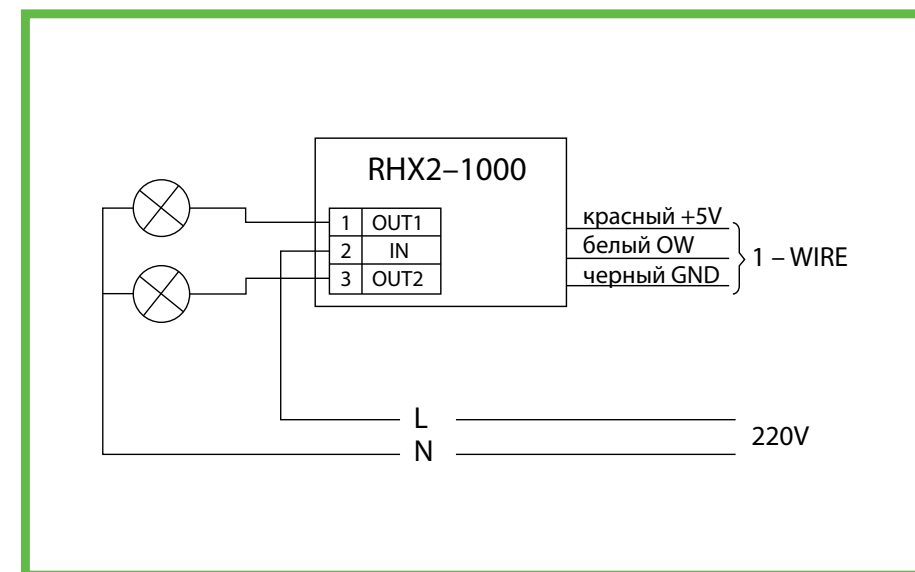 RHX2–1000
1 OUT1
2 IN
3 OUT2
красный +5V
белый OW
черный GND
1 – WIRE
L
N
220V